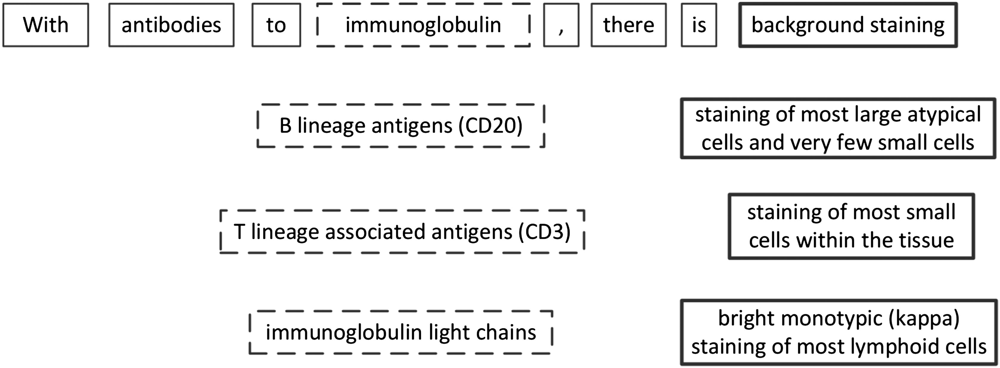 With antibodies to immunoglobulin , there is background staining
B lineage antigens (CD20)
staining of most large atypical
cells and very few small cells
T lineage associated antigens (CD3)
staining of most small
cells within the tissue
immunoglobulin light chains
bright monotypic (kappa)
staining of most lymphoid cells